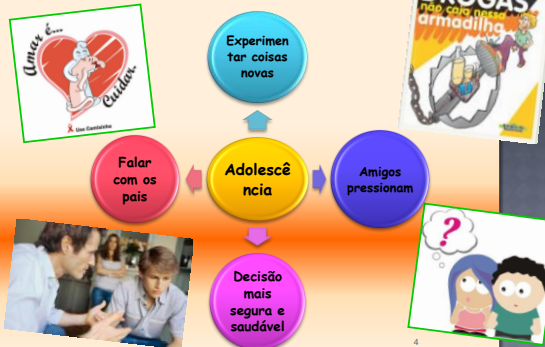 Amar é...
Cuidar.
Use Camisinha
DROGAS?
não caia nessa
armadilha
Experimen
tar coisas
novas
Falar
com os
pais
Adolescê
ncia
Amigos
pressionam
?
Decisão
mais
segura e
saudável
4